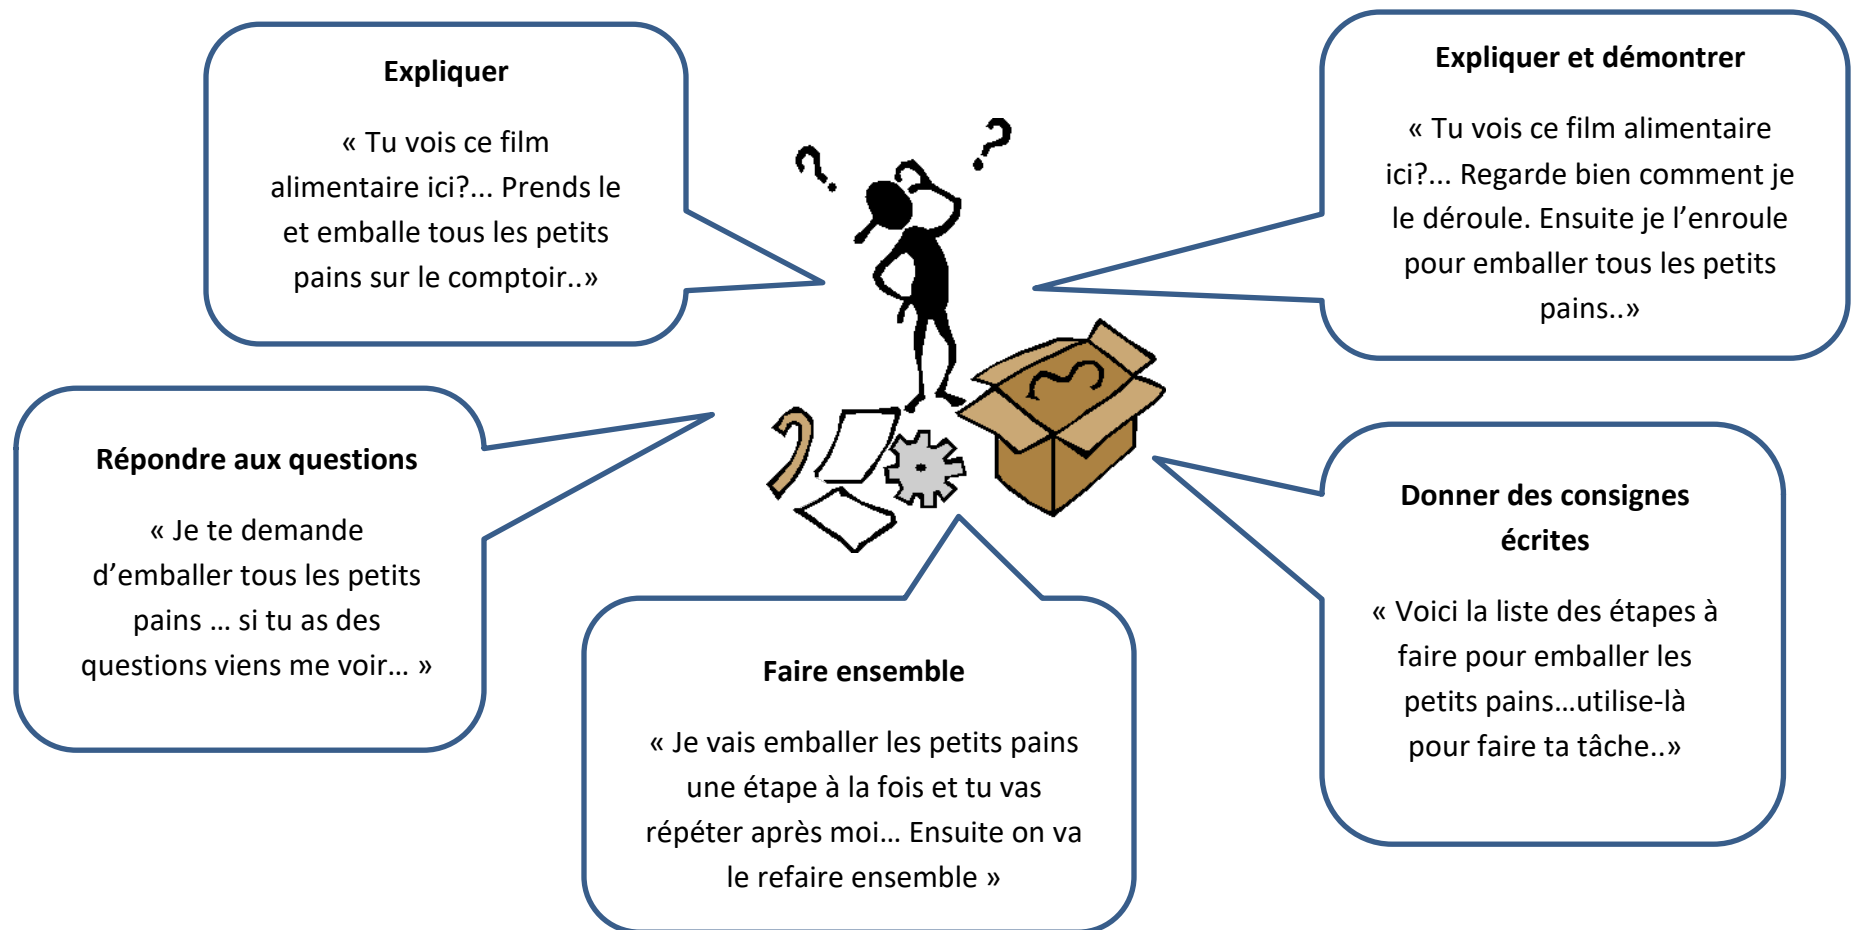 Expliquer
« Tu vois ce film
alimentaire ici?... Prends le
et emballe tous les petits
pains sur le comptoir..»
Expliquer et démontrer
« Tu vois ce film alimentaire
ici?... Regarde bien comment je
le déroule. Ensuite je l’enroule
pour emballer tous les petits
pains..»
Répondre aux questions
« Je te demande
d’emballer tous les petits
pains … si tu as des
questions viens me voir… »
Faire ensemble
« Je vais emballer les petits pains
une étape à la fois et tu vas
répéter après moi… Ensuite on va
le refaire ensemble »
Donner des consignes
écrites
« Voici la liste des étapes à
faire pour emballer les
petits pains…utilise-là
pour faire ta tâche..»